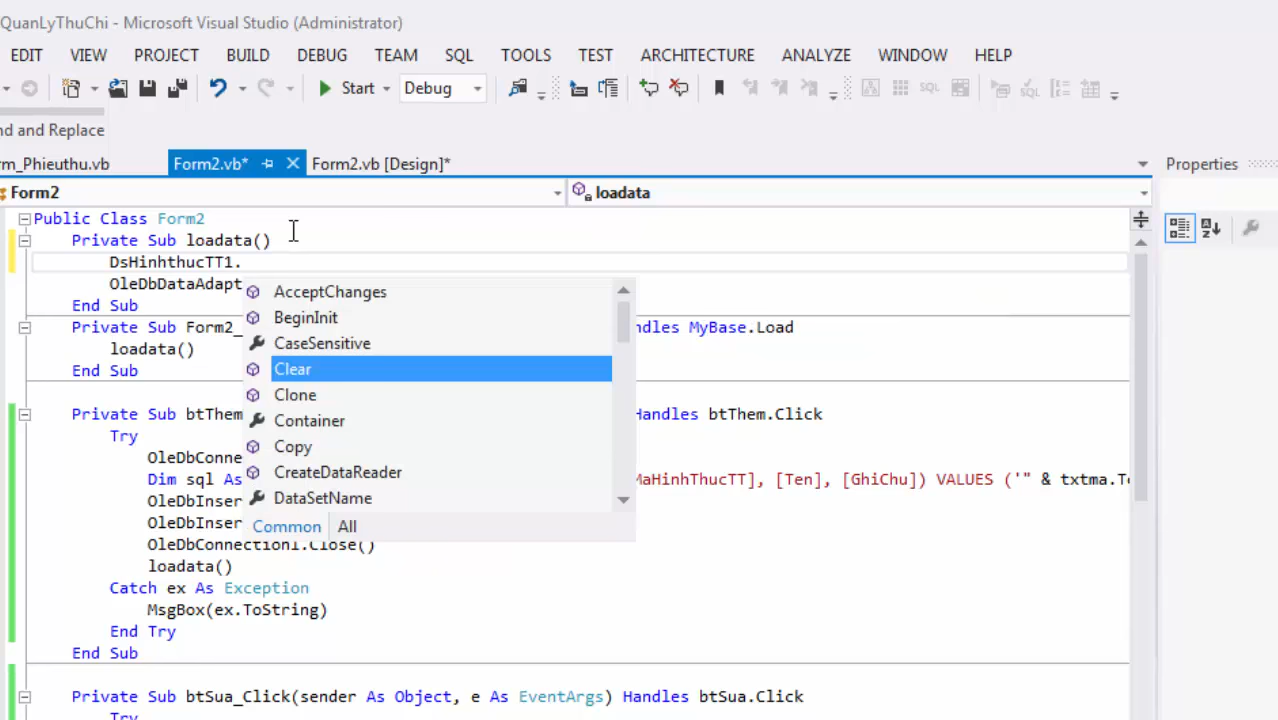 QuanLyThuChi - Microsoft Visual Studio (Administrator)
EDIT VIEW PROJECT BUILD DEBUG TEAM SQL TOOLS TEST ARCHITECTURE ANALYZE WINDOW HELP
Start Debug SQL
nd and Replace
rm_Phieuthu.vb Form2.vb* Form2.vb [Design]* Properties
Form2 loadata
Public Class Form2
Private Sub loadata()
DsHinhthucTT1.
OleDbDataAdapt
AcceptChanges
BeginInit
CaseSensitive
Clear
Clone
Container
Copy
CreateDataReader
DataSetName
Common All
End Sub
Private Sub Form2_ ndles MyBase.Load
loadata()
End Sub
Private Sub btThem Handles btThem.Click
Try
OleDbConne
Dim sql As MaHinhThucTT], [Ten], [GhiChu]) VALUES ('" & txtma.Te
OleDbInser
OleDbInser
OleDbConnection1.Close()
loadata()
Catch ex As Exception
MsgBox(ex.ToString)
End Try
End Sub
Private Sub btSua_Click(sender As Object, e As EventArgs) Handles btSua.Click
Try